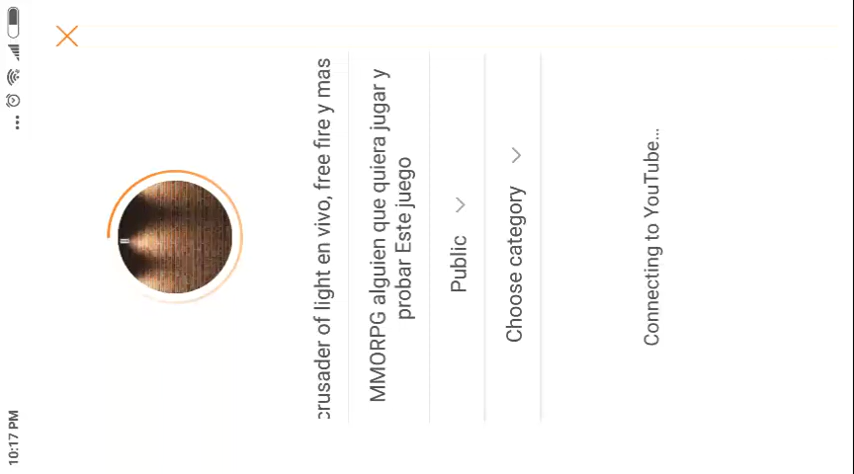 10:17 PM
crusader of light en vivo, free fire y mas
MMORPG alguien que quiera jugar y
probar Este juego
Public
Choose category
Connecting to YouTube...